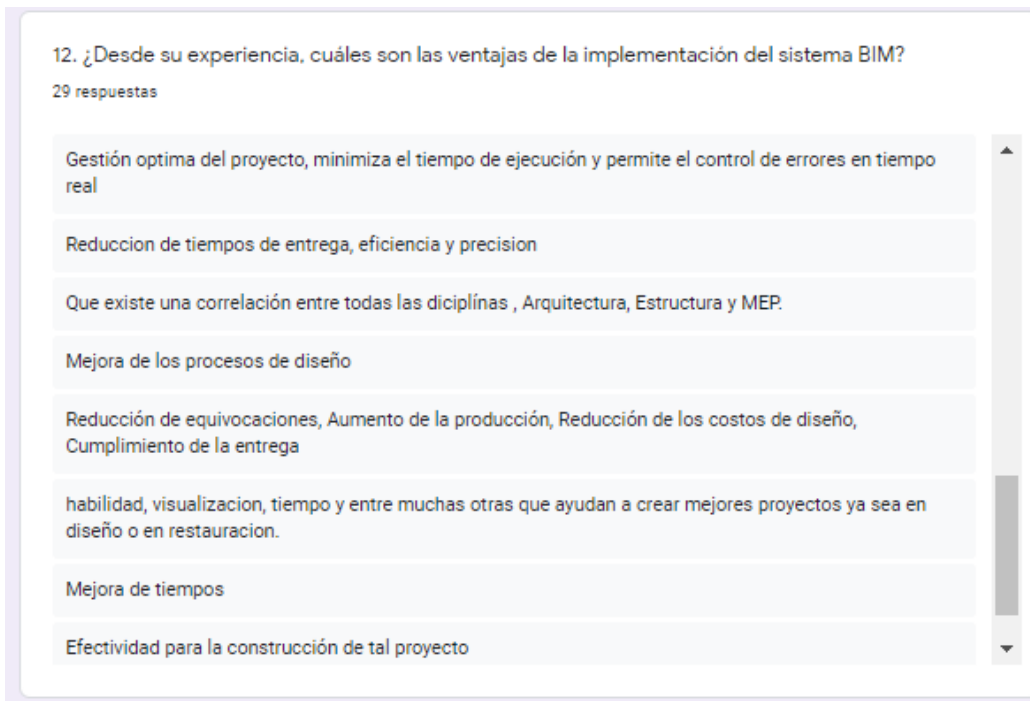 12. ¿Desde su experiencia, cuáles son las ventajas de la implementación del sistema BIM?
29 respuestas
Gestión optima del proyecto, minimiza el tiempo de ejecución y permite el control de errores en tiempo
real
Reduccion de tiempos de entrega, eficiencia y precision
Que existe una correlación entre todas las diciplínas , Arquitectura, Estructura y MEP.
Mejora de los procesos de diseño
Reducción de equivocaciones, Aumento de la producción, Reducción de los costos de diseño,
Cumplimiento de la entrega
habilidad, visualizacion, tiempo y entre muchas otras que ayudan a crear mejores proyectos ya sea en
diseño o en restauracion.
Mejora de tiempos
Efectividad para la construcción de tal proyecto